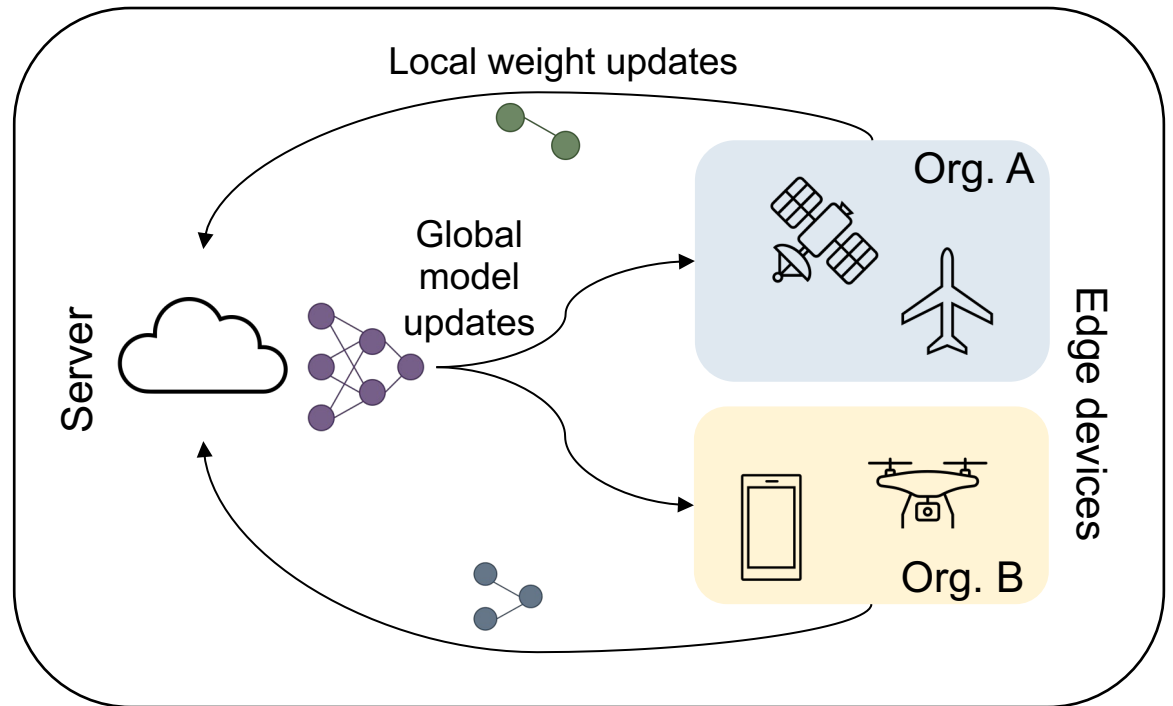 Local weight updates
Org. A
Global
model
updates
Server
Edge devices
Org. B